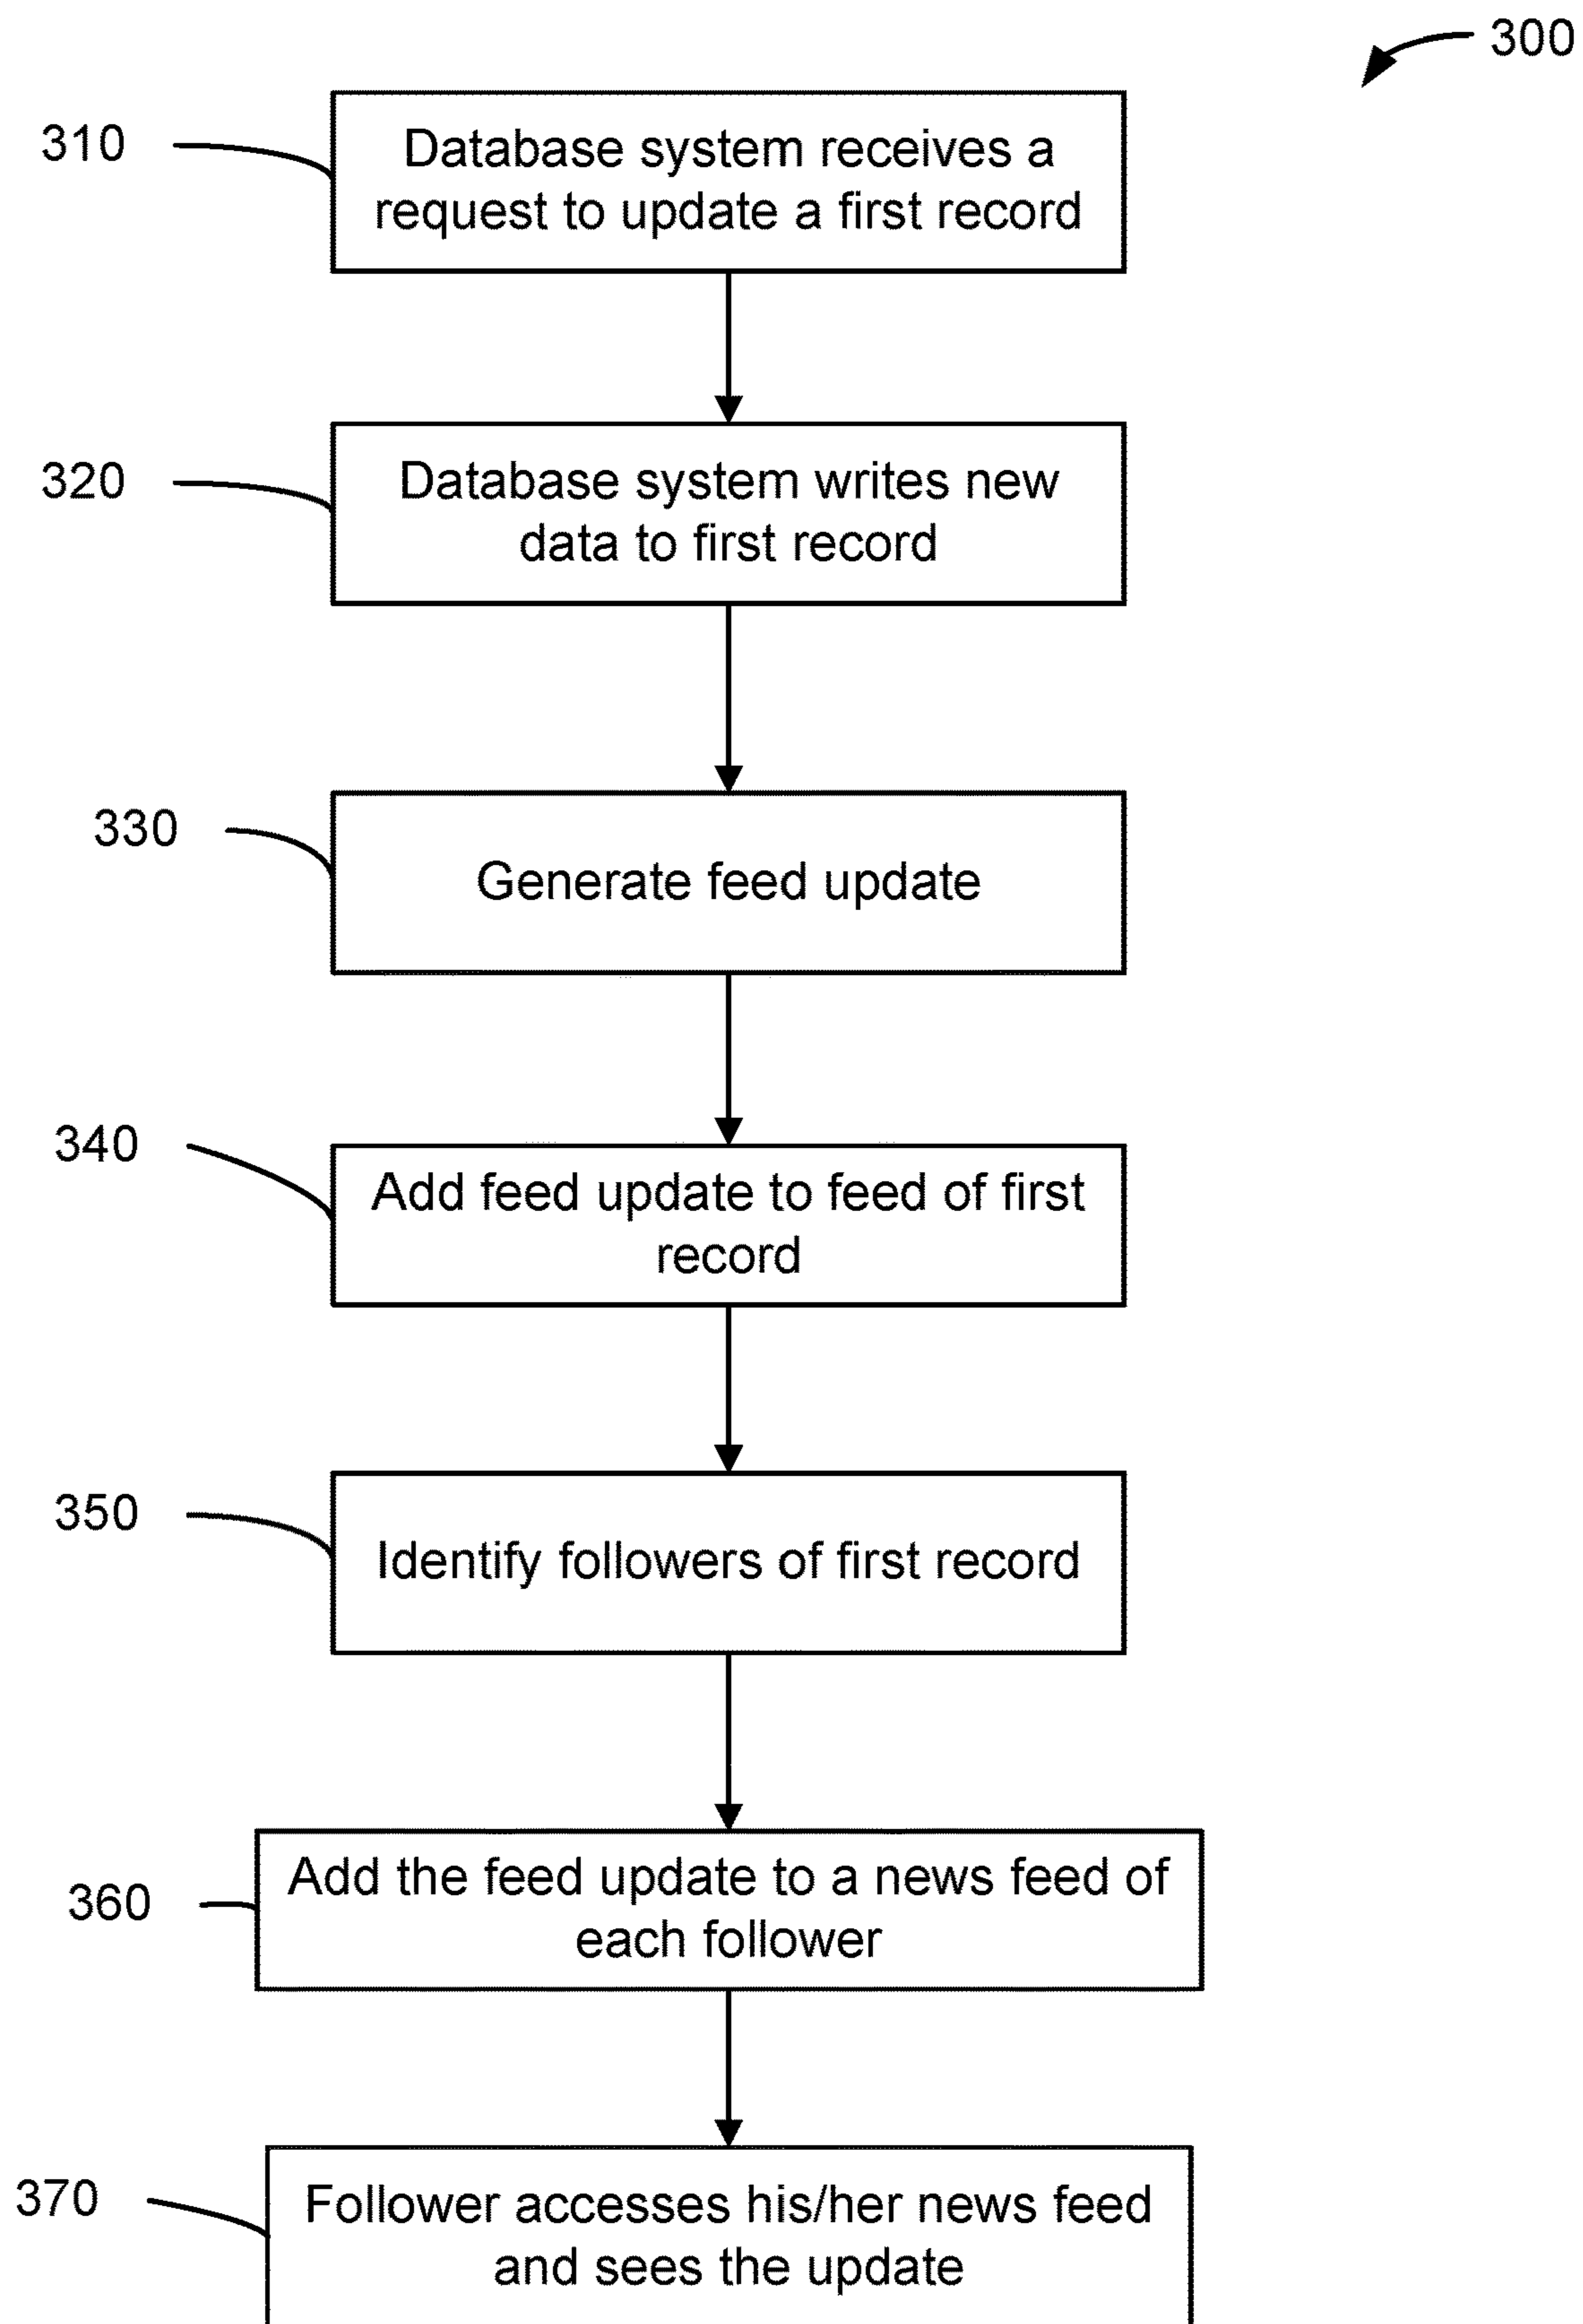 300
310
Database system receives a
request to update a first record
320
Database system writes new
data to first record
330
Generate feed update
340
Add feed update to feed of first
record
350
Identify followers of first record
360
Add the feed update to a news feed of
each follower
370
Follower accesses his/her news feed
and sees the update